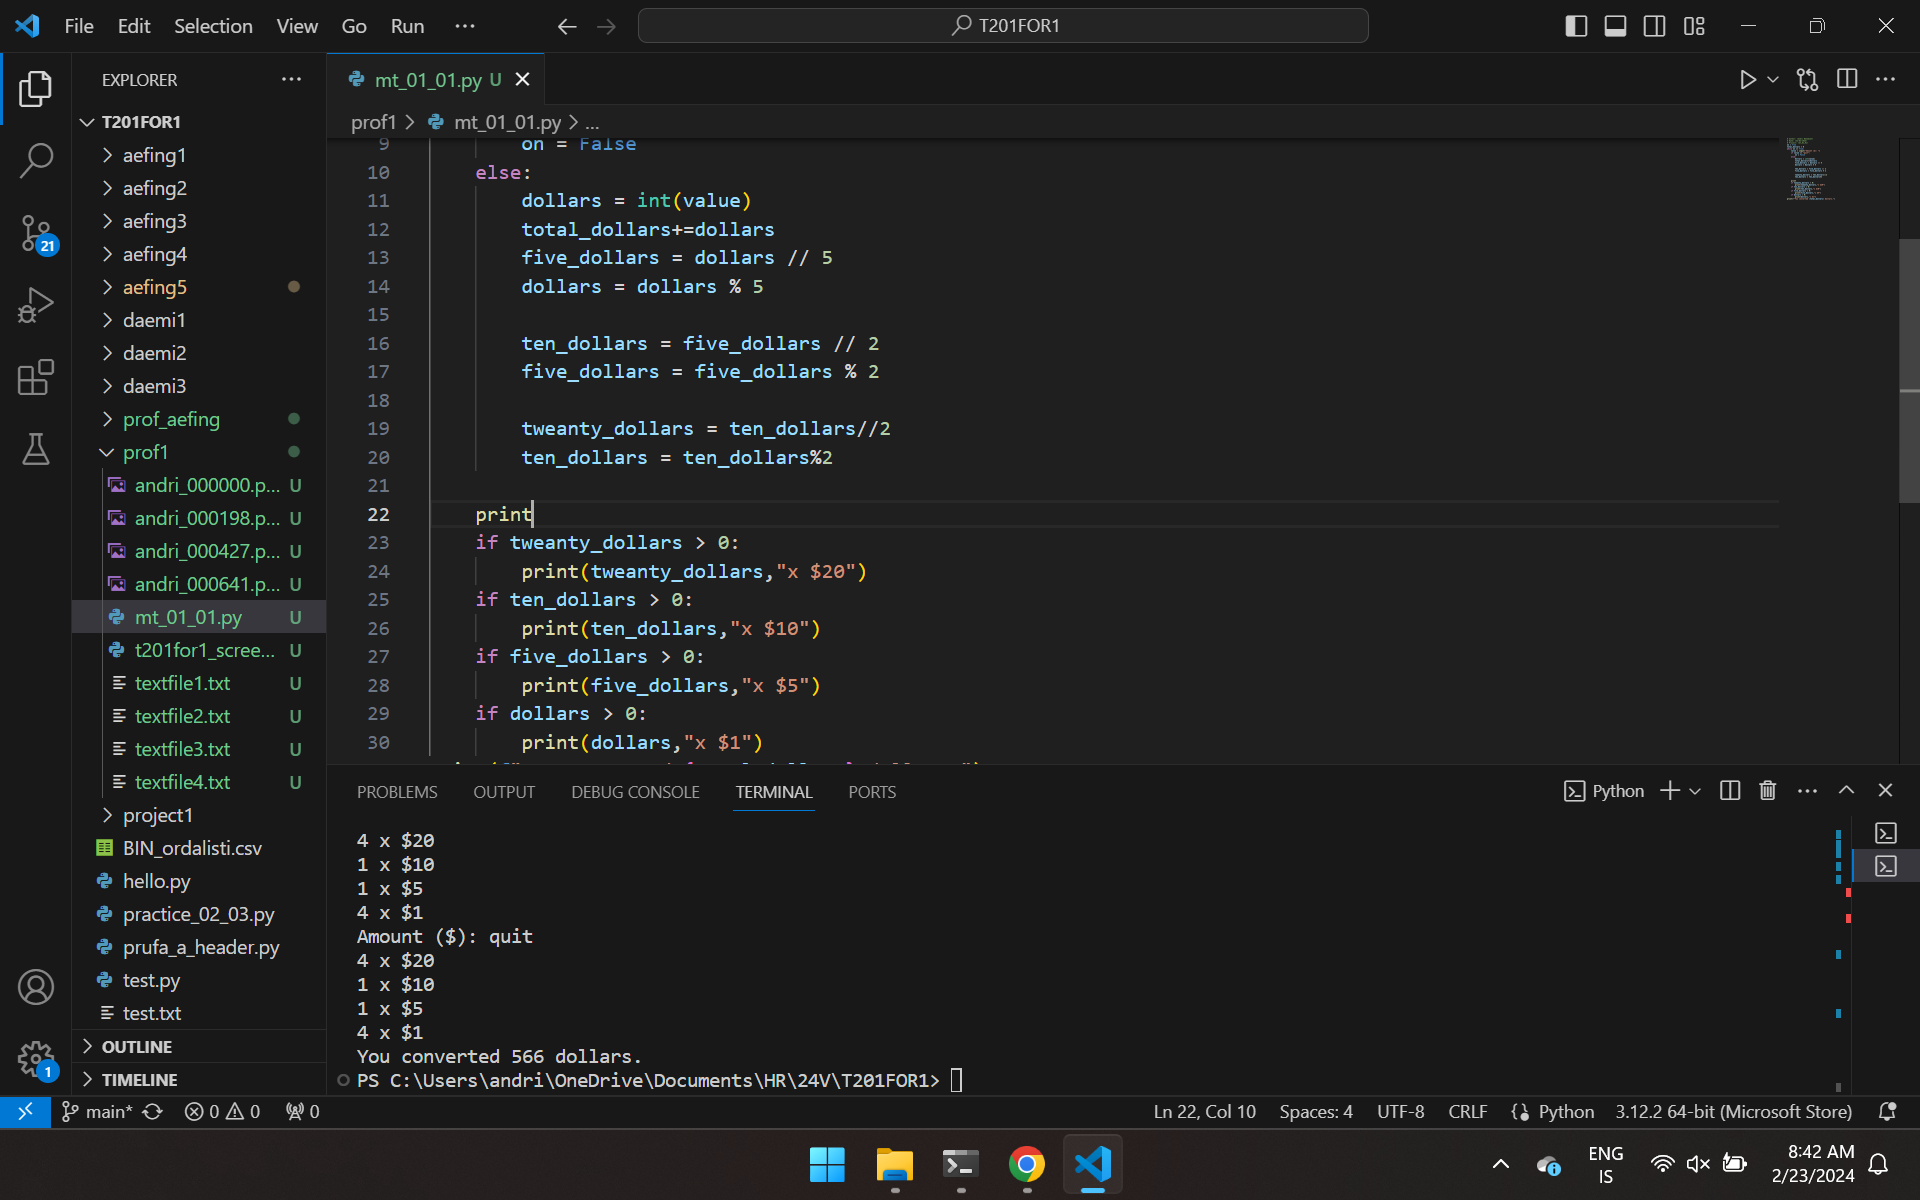 File Edit Selection View Go Run ··· T201FOR1
EXPLORER ···
T201FOR1
aefing1
aefing2
aefing3
aefing4
aefing5
daemi1
daemi2
daemi3
prof_aefing
prof1
andri_000000.p... U
andri_000198.p... U
andri_000427.p... U
andri_000641.p... U
mt_01_01.py U
t201for1_scree... U
textfile1.txt U
textfile2.txt U
textfile3.txt U
textfile4.txt U
project1
BIN_ordalisti.csv
hello.py
practice_02_03.py
prufa_a_header.py
test.py
test.txt
OUTLINE
TIMELINE
21
1
mt_01_01.py U
prof1 > mt_01_01.py > ...
9 on = False
10 else:
11 dollars = int(value)
12 total_dollars+=dollars
13 five_dollars = dollars // 5
14 dollars = dollars % 5
15
16 ten_dollars = five_dollars // 2
17 five_dollars = five_dollars % 2
18
19 tweanty_dollars = ten_dollars//2
20 ten_dollars = ten_dollars%2
21
22 print
23 if tweanty_dollars > 0:
24 print(tweanty_dollars,"x $20")
25 if ten_dollars > 0:
26 print(ten_dollars,"x $10")
27 if five_dollars > 0:
28 print(five_dollars,"x $5")
29 if dollars > 0:
30 print(dollars,"x $1")
PROBLEMS OUTPUT DEBUG CONSOLE TERMINAL PORTS Python
4 x $20
1 x $10
1 x $5
4 x $1
Amount ($): quit
4 x $20
1 x $10
1 x $5
4 x $1
You converted 566 dollars.
PS C:\Users\andri\OneDrive\Documents\HR\24V\T201FOR1>
main* 0 0 0 Ln 22, Col 10 Spaces: 4 UTF-8 CRLF Python 3.12.2 64-bit (Microsoft Store)
ENG
IS
8:42 AM
2/23/2024